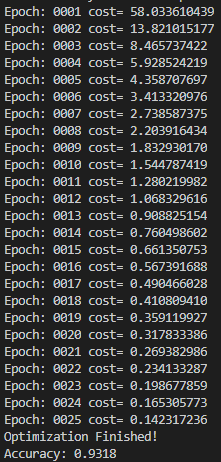 Epoch: 0001 cost= 58.033610439
Epoch: 0002 cost= 13.821015177
Epoch: 0003 cost= 8.465737422
Epoch: 0004 cost= 5.928524219
Epoch: 0005 cost= 4.358707697
Epoch: 0006 cost= 3.413320976
Epoch: 0007 cost= 2.738587375
Epoch: 0008 cost= 2.203916434
Epoch: 0009 cost= 1.832930170
Epoch: 0010 cost= 1.544787419
Epoch: 0011 cost= 1.280219982
Epoch: 0012 cost= 1.068329616
Epoch: 0013 cost= 0.908825154
Epoch: 0014 cost= 0.760498602
Epoch: 0015 cost= 0.661350753
Epoch: 0016 cost= 0.567391688
Epoch: 0017 cost= 0.490466028
Epoch: 0018 cost= 0.410809410
Epoch: 0019 cost= 0.359119927
Epoch: 0020 cost= 0.317833386
Epoch: 0021 cost= 0.269382986
Epoch: 0022 cost= 0.234133287
Epoch: 0023 cost= 0.198677859
Epoch: 0024 cost= 0.165305773
Epoch: 0025 cost= 0.142317236
Optimization Finished!
Accuracy: 0.9318